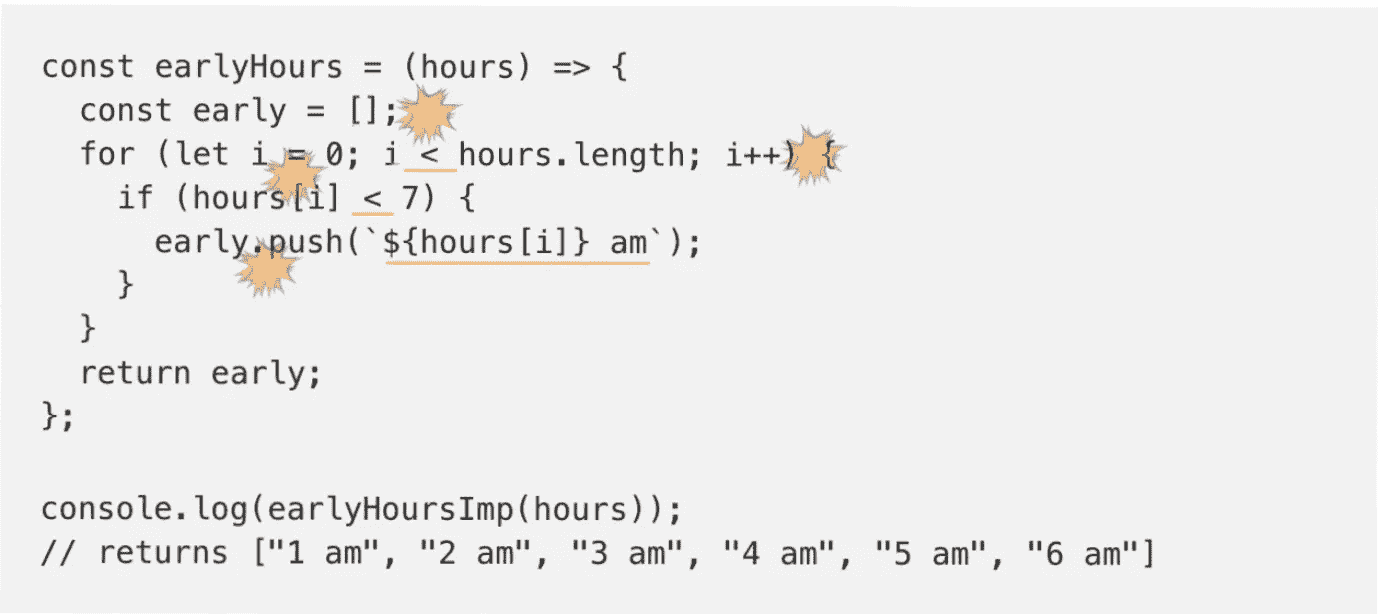 const earlyHours = (hours) => {
  const early = [];
  for (let i = 0; i < hours.length; i++) {
    if (hours[i] < 7) {
      early.push(`${hours[i]} am`);
    }
  }
  return early;
};
console.log(earlyHoursImp(hours));
// returns ["1 am", "2 am", "3 am", "4 am", "5 am", "6 am"]